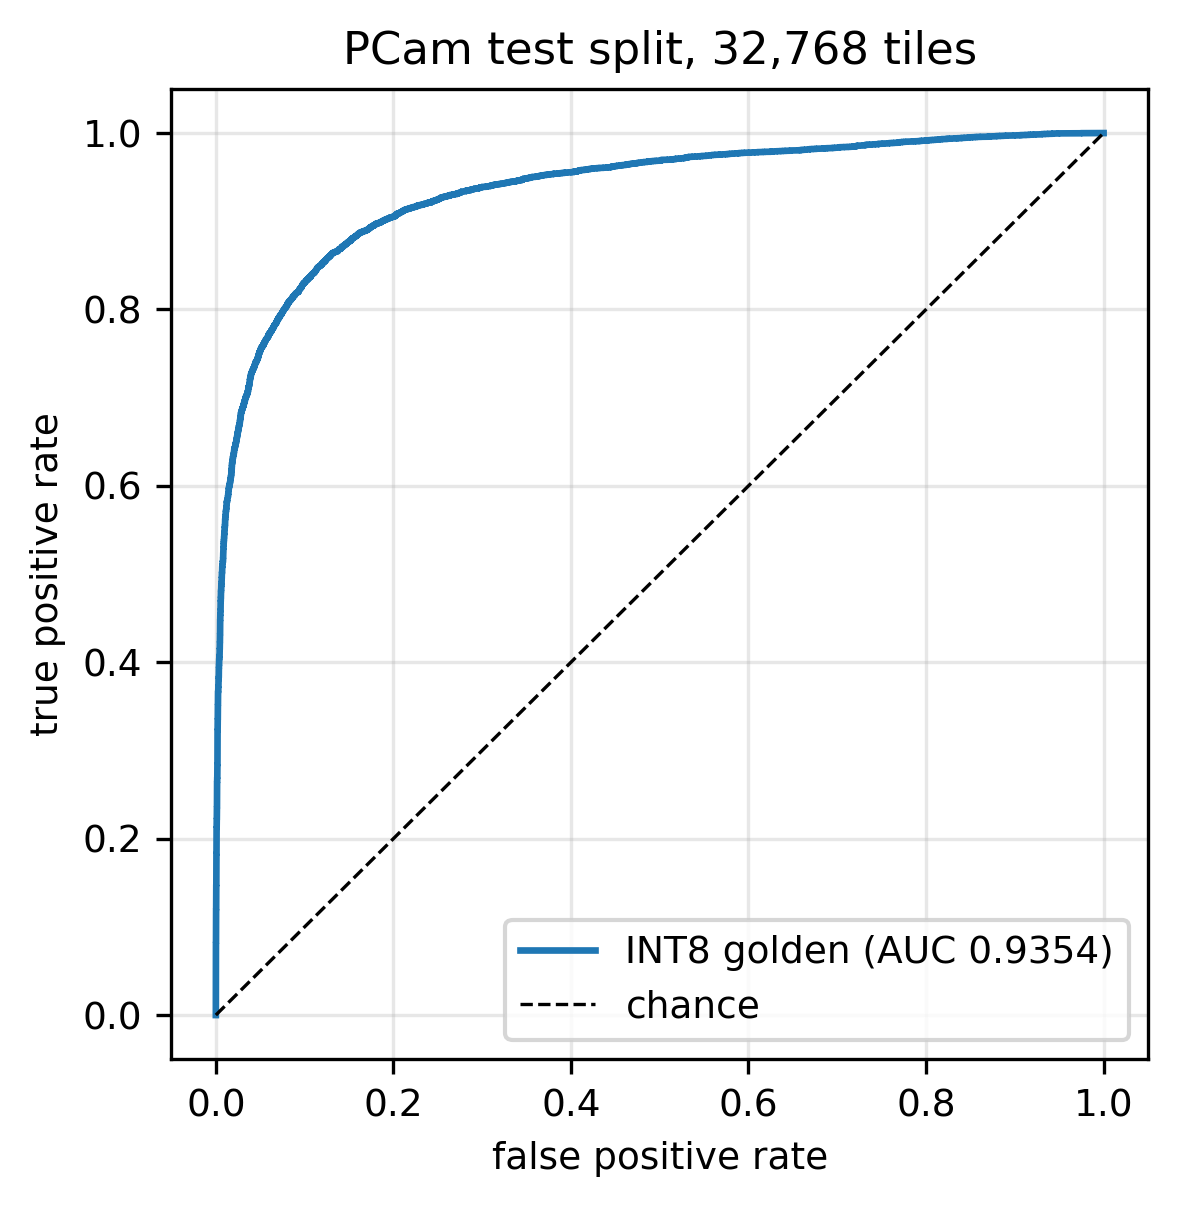 PCam test split, 32,768 tiles
1.0
0.8
0.6
0.4
0.2
0.0
true positive rate
INT8 golden (AUC 0.9354)
chance
0.0 0.2 0.4 0.6 0.8 1.0
false positive rate